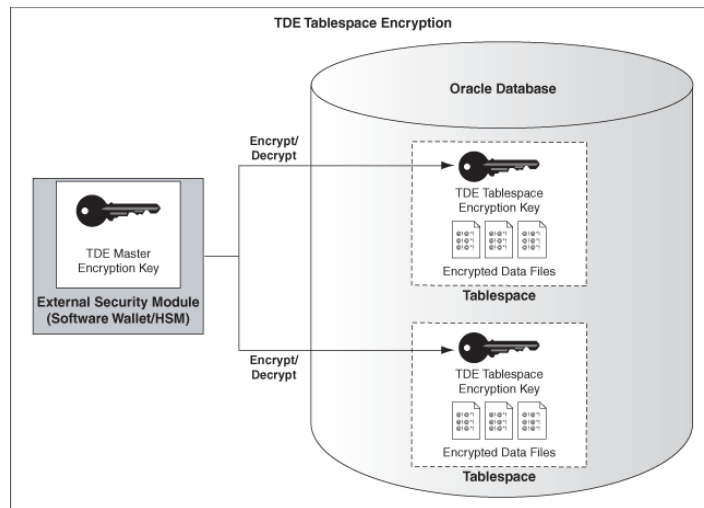 TDE Tablespace Encryption
Oracle Database
Encrypt/
Decrypt
TDE Tablespace
Encryption Key
Encrypted Data Files
Tablespace
TDE Master
Encryption Key
External Security Module
(Software Wallet/HSM)
Encrypt/
Decrypt
TDE Tablespace
Encryption Key
Encrypted Data Files
Tablespace